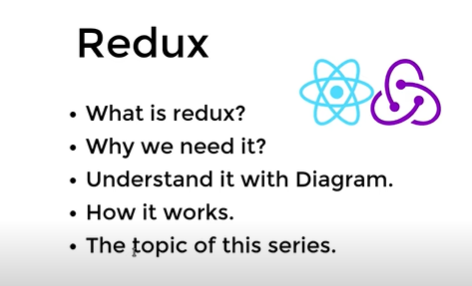 Redux
• What is redux?
• Why we need it?
• Understand it with Diagram.
• How it works.
• The topic of this series.